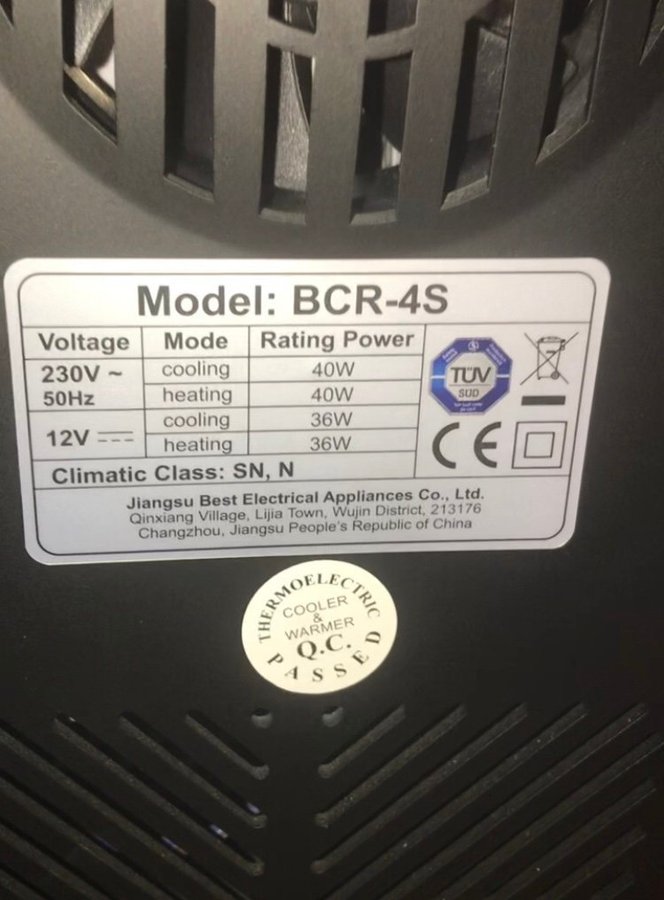 Model: BCR-4S
Voltage Mode Rating Power
230V ~ 50Hz cooling 40W
heating 40W
12V cooling 36W
heating 36W
Climatic Class: SN, N
TÜV
SÜD
CE
Jiangsu Best Electrical Appliances Co., Ltd.
Qinxiang Village, Lijia Town, Wujin District, 213176
Changzhou, Jiangsu People's Republic of China
THERMOELECTRIC
COOLER
&
WARMER
Q.C.
PASSED